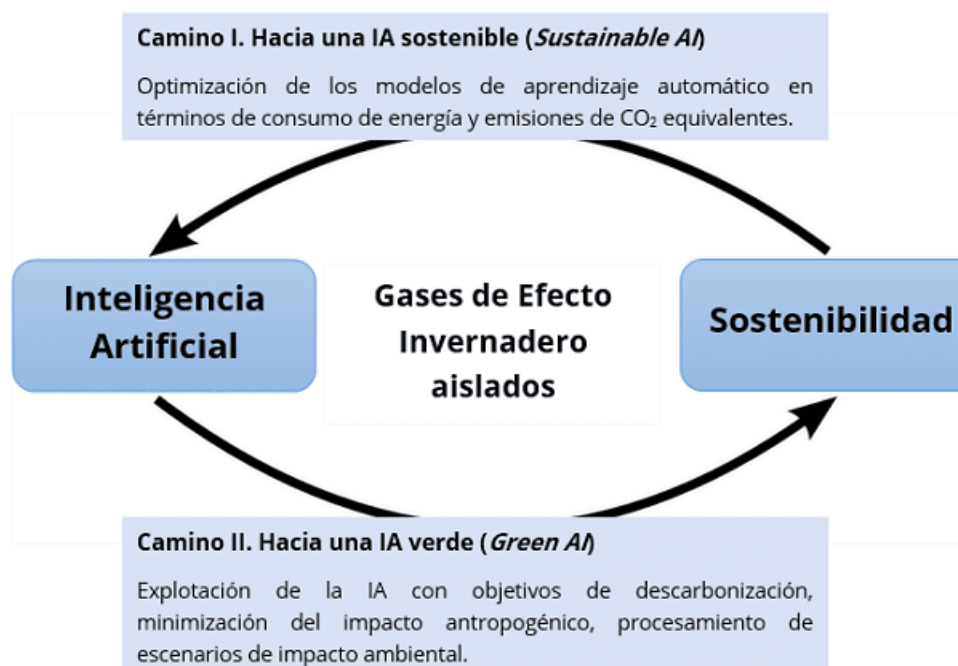 Camino I. Hacia una IA sostenible (Sustainable AI)
Optimización de los modelos de aprendizaje automático en
términos de consumo de energía y emisiones de CO₂ equivalentes.
Inteligencia
Artificial
Gases de Efecto
Invernadero
aislados
Sostenibilidad
Camino II. Hacia una IA verde (Green AI)
Explotación de la IA con objetivos de descarbonización,
minimización del impacto antropogénico, procesamiento de
escenarios de impacto ambiental.